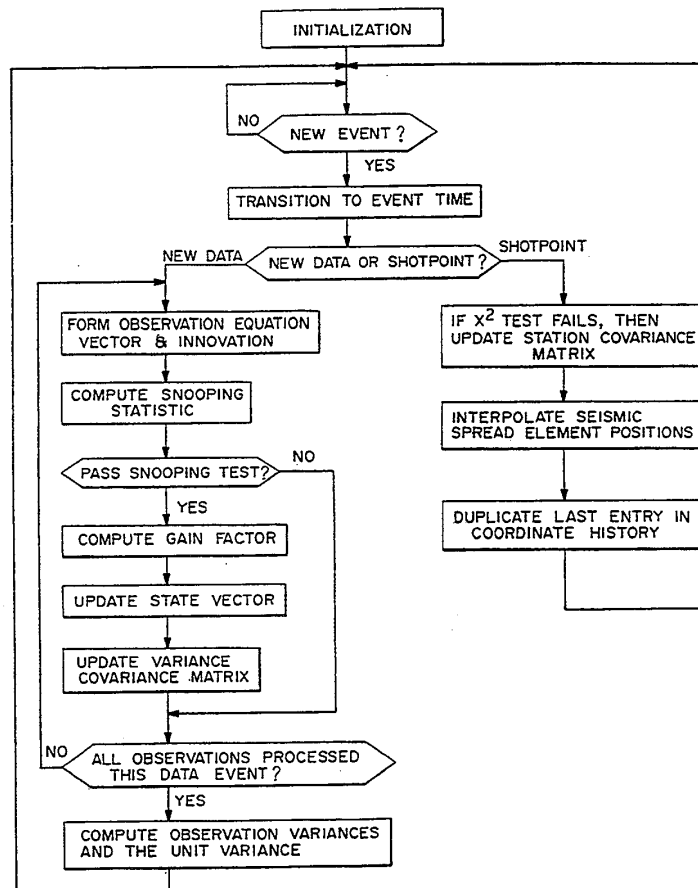 INITIALIZATION
NO
NEW EVENT ?
YES
TRANSITION TO EVENT TIME
NEW DATA
NEW DATA OR SHOTPOINT ?
SHOTPOINT
FORM OBSERVATION EQUATION
VECTOR & INNOVATION
COMPUTE SNOOPING
STATISTIC
PASS SNOOPING TEST?
NO
YES
COMPUTE GAIN FACTOR
UPDATE STATE VECTOR
UPDATE VARIANCE
COVARIANCE MATRIX
NO
ALL OBSERVATIONS PROCESSED
THIS DATA EVENT ?
YES
COMPUTE OBSERVATION VARIANCES
AND THE UNIT VARIANCE
IF X² TEST FAILS, THEN
UPDATE STATION COVARIANCE
MATRIX
INTERPOLATE SEISMIC
SPREAD ELEMENT POSITIONS
DUPLICATE LAST ENTRY IN
COORDINATE HISTORY